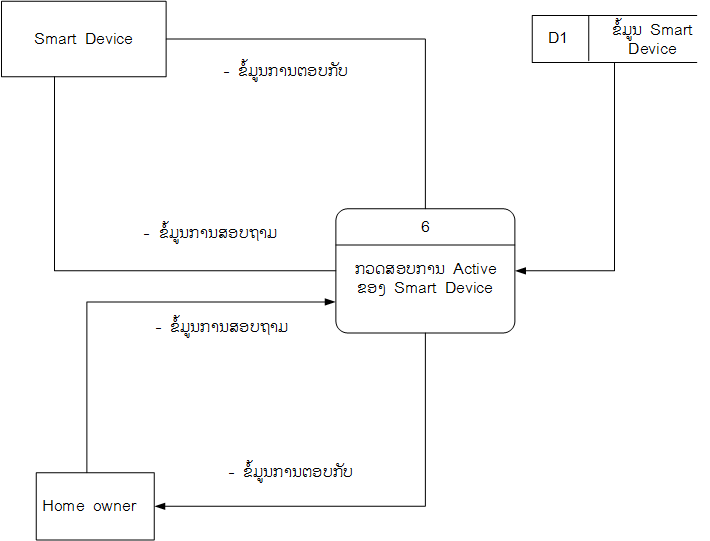 Smart Device
D1
ຂໍ້ມູນ Smart
Device
- ຂໍ້ມູນການຕອບກັບ
- ຂໍ້ມູນການສອບຖາມ
6
ກວດສອບການ Active
ຂອງ Smart Device
- ຂໍ້ມູນການສອບຖາມ
- ຂໍ້ມູນການຕອບກັບ
Home owner